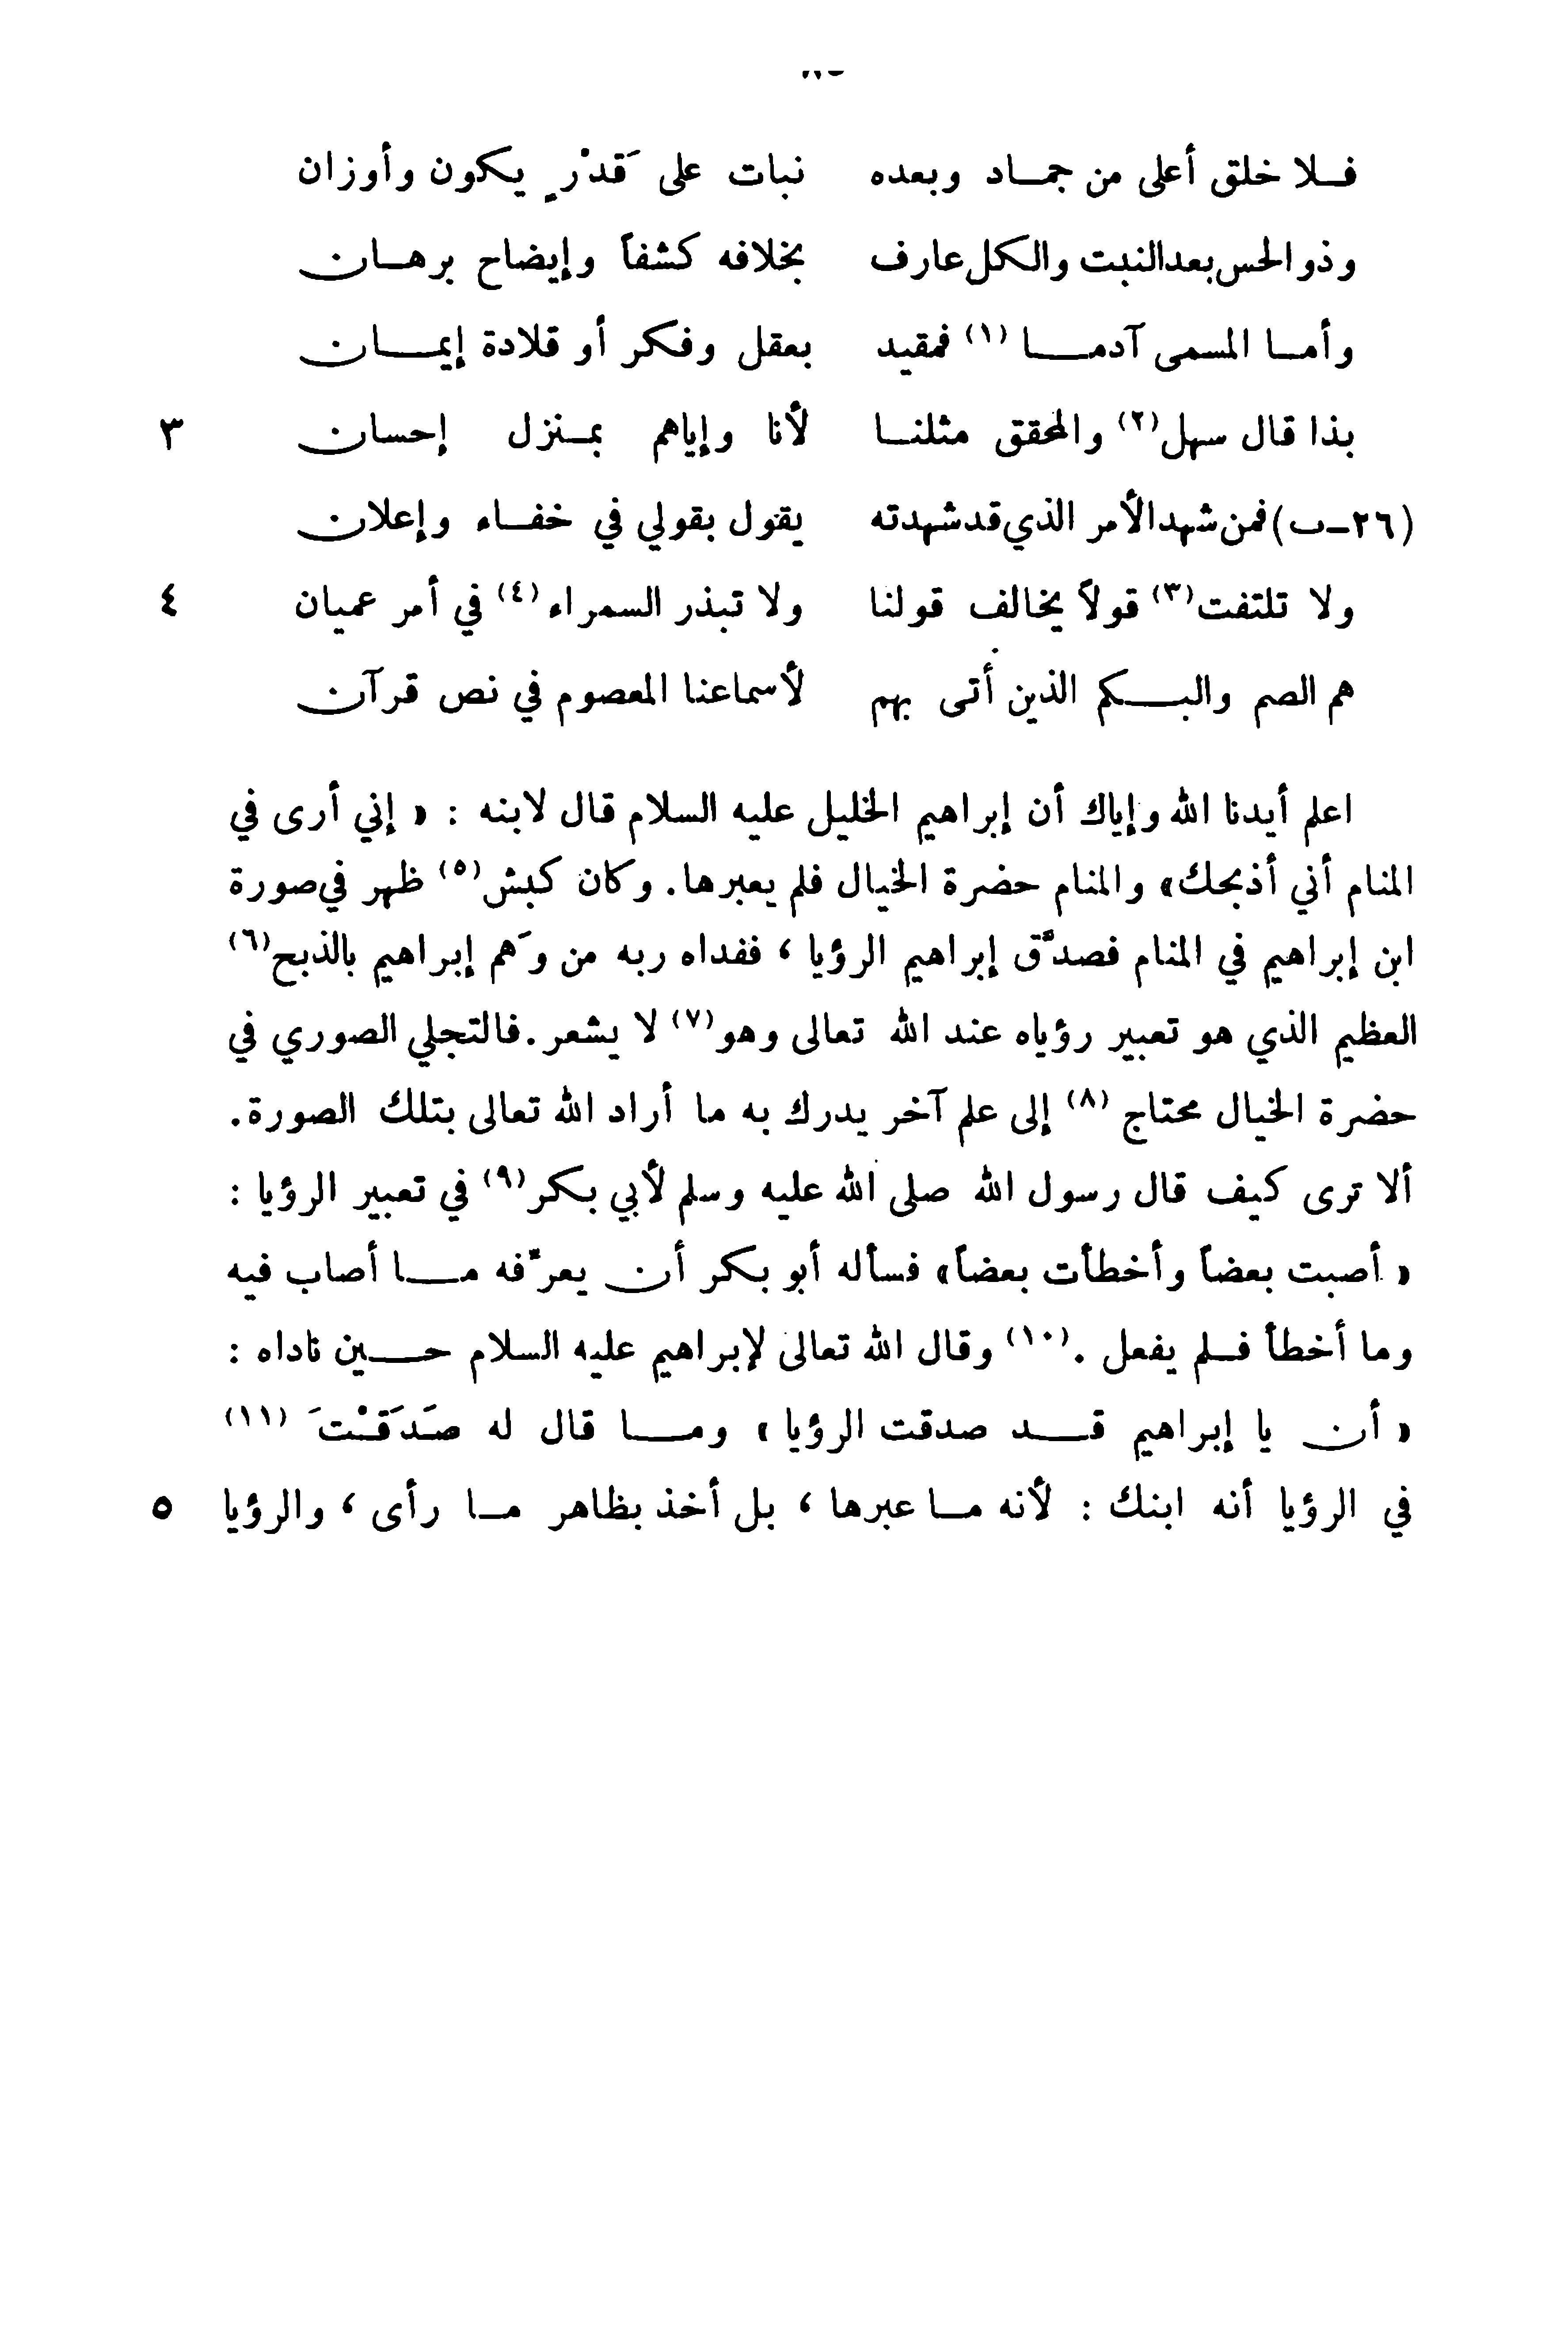 فلا خلق أعلى من جماد وبعده نبات على قَدْرٍ يكون وأوزان
وذو الحس بعد النبت والكل عارف بخلافه كشفاً وإيضاح برهان
وأما المسمى آدما (١) فمقيد بعقل وفكر أو قلادة إيمان
بذا قال سهل (٢) والمحقق مثلنا لأنا وإياهم بمنزل إحسان ٣
(٢٦-ب) فمن شهد الأمر الذي قد شهدته يقول بقولي في خفاء وإعلان
ولا تلتفت (٣) قولاً يخالف قولنا ولا تبذر السمراء (٤) في أمر عميان ٤
هم الصم والبكم الذين أتى بهم لأسماعنا المعصوم في نص قرآن
اعلم أيدنا الله وإياك أن إبراهيم الخليل عليه السلام قال لابنه : « إني أرى في
المنام أني أذبحك» والمنام حضرة الخيال فلم يعبرها. وكان كبش (٥) ظهر في صورة
ابن إبراهيم في المنام فصدَّق إبراهيم الرؤيا ، ففداه ربه من وَهم إبراهيم بالذبح (٦)
العظيم الذي هو تعبير رؤياه عند الله تعالى وهو (٧) لا يشعر. فالتجلي الصوري في
حضرة الخيال محتاج (٨) إلى علم آخر يدرك به ما أراد الله تعالى بتلك الصورة.
ألا ترى كيف قال رسول الله صلى الله عليه وسلم لأبي بكر (٩) في تعبير الرؤيا :
« أصبت بعضاً وأخطأت بعضاً» فسأله أبو بكر أن يعرِّفه ما أصاب فيه
وما أخطأ فلم يفعل . (١٠) وقال الله تعالى لإبراهيم عليه السلام حين ناداه :
« أن يا إبراهيم قد صدقت الرؤيا » وما قال له صَدَقْتَ (١١)
في الرؤيا أنه ابنك : لأنه ما عبرها ، بل أخذ بظاهر ما رأى ، والرؤيا ٥